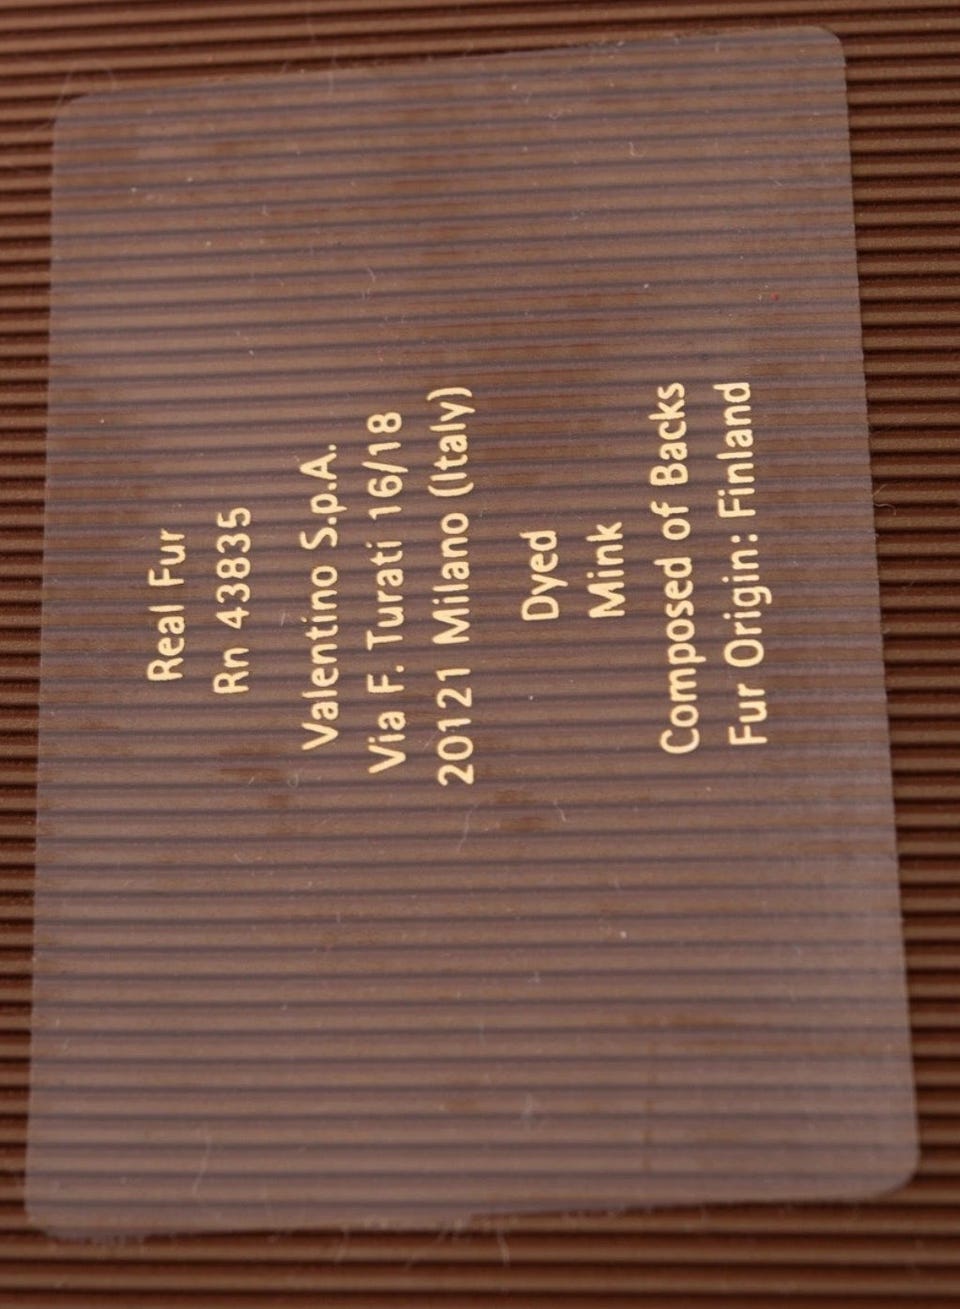 Real Fur
Rn 43835
Valentino S.p.A.
Via F. Turati 16/18
20121 Milano (Italy)
Dyed
Mink
Composed of Backs
Fur Origin: Finland